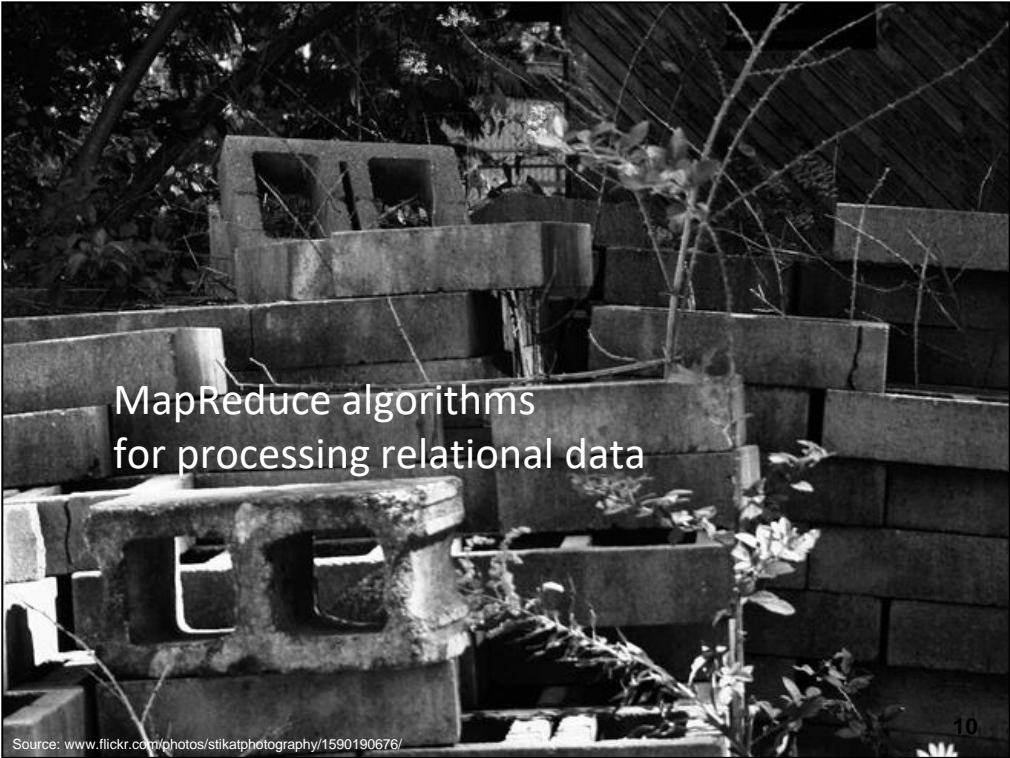 MapReduce algorithms
for processing relational data
10
Source: www.flickr.com/photos/stikatphotography/1590190676/